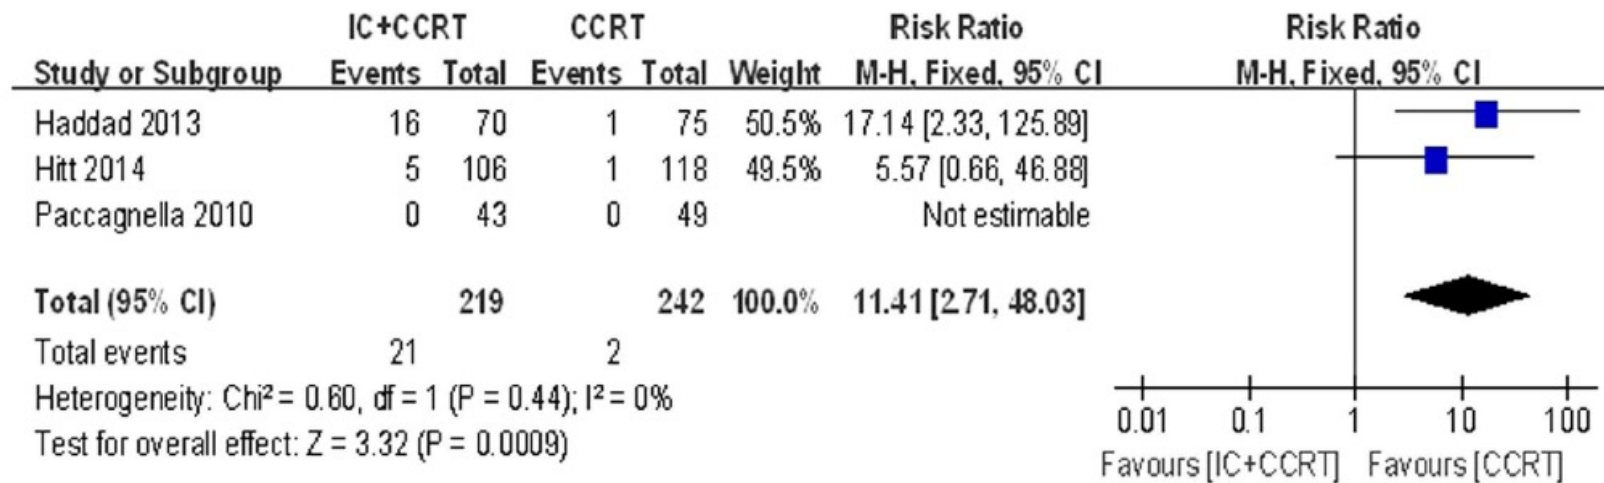 IC+CCRT CCRT Risk Ratio Risk Ratio
Study or Subgroup Events Total Events Total Weight M-H, Fixed, 95% CI M-H, Fixed, 95% CI
Haddad 2013 16 70 1 75 50.5% 17.14 [2.33, 125.89]
Hitt 2014 5 106 1 118 49.5% 5.57 [0.66, 46.88]
Paccagnella 2010 0 43 0 49 Not estimable
Total (95% CI) 219 242 100.0% 11.41 [2.71, 48.03]
Total events 21 2
Heterogeneity: Chi² = 0.60, df = 1 (P = 0.44); I² = 0%
Test for overall effect: Z = 3.32 (P = 0.0009)
0.01 0.1 1 10 100
Favours [IC+CCRT] Favours [CCRT]